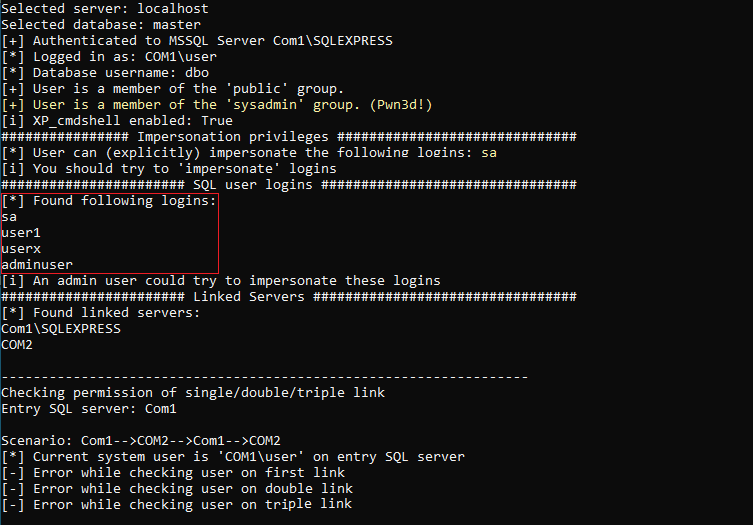 Selected server: localhost
Selected database: master
[+] Authenticated to MSSQL Server Com1\SQLEXPRESS
[*] Logged in as: COM1\user
[*] Database username: dbo
[+] User is a member of the 'public' group.
[+] User is a member of the 'sysadmin' group. (Pwn3d!)
[i] XP_cmdshell enabled: True
################ Impersonation privileges ##############################
[*] User can (explicitly) impersonate the following logins: sa
[i] You should try to 'impersonate' logins
####################### SQL user logins ################################
[*] Found following logins:
sa
user1
userx
adminuser
[i] An admin user could try to impersonate these logins
####################### Linked Servers #################################
[*] Found linked servers:
Com1\SQLEXPRESS
COM2
------------------------------------------------------------------
Checking permission of single/double/triple link
Entry SQL server: Com1
Scenario: Com1-->COM2-->Com1-->COM2
[*] Current system user is 'COM1\user' on entry SQL server
[-] Error while checking user on first link
[-] Error while checking user on double link
[-] Error while checking user on triple link